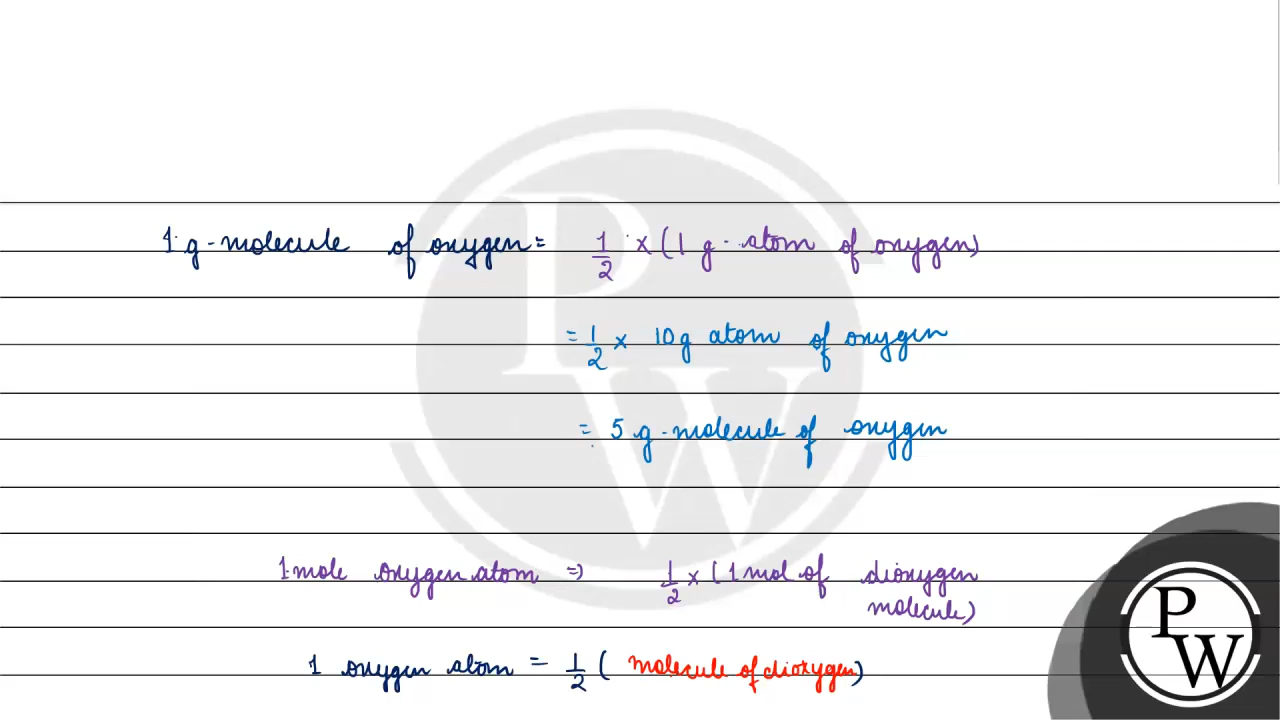 1 g-molecule of oxygen = 1/2 × (1 g-atom of oxygen)
= 1/2 × 10g atom of oxygen
= 5 g-molecule of oxygen
1 mole oxygen atom ⇒ 1/2 × (1 mol of dioxygen
molecule)
1 oxygen atom = 1/2 (molecule of dioxygen)
PW
PW